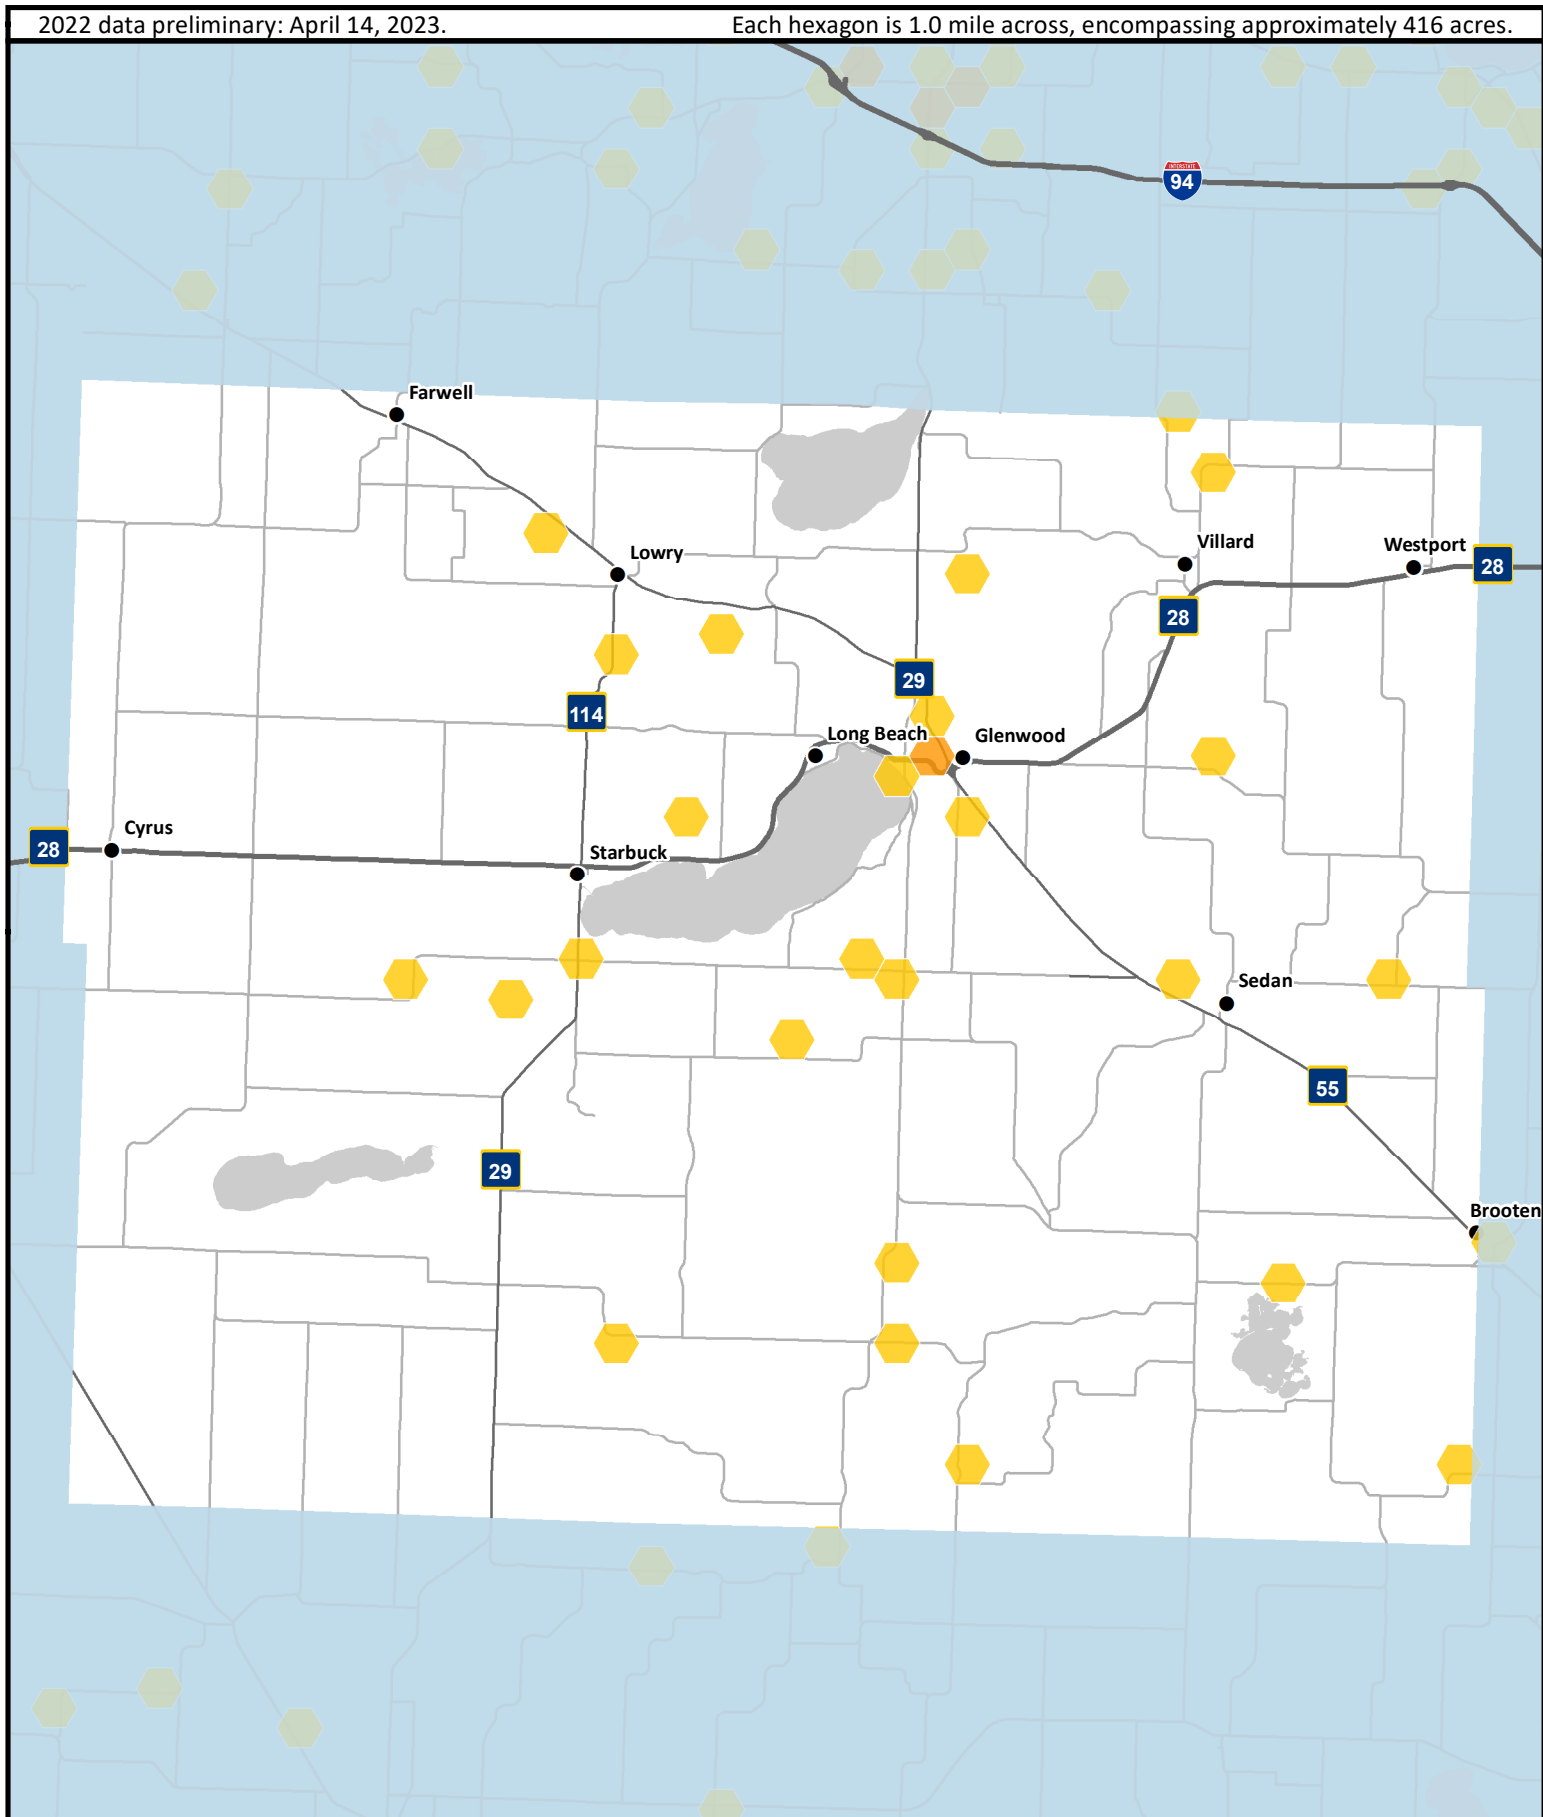 2022 data preliminary: April 14, 2023.
Each hexagon is 1.0 mile across, encompassing approximately 416 acres.
INTERSTATE
94
Farwell
Lowry
Villard
Westport
28
28
29
114
Long Beach
Glenwood
Cyrus
28
Starbuck
Sedan
55
29
Brooten